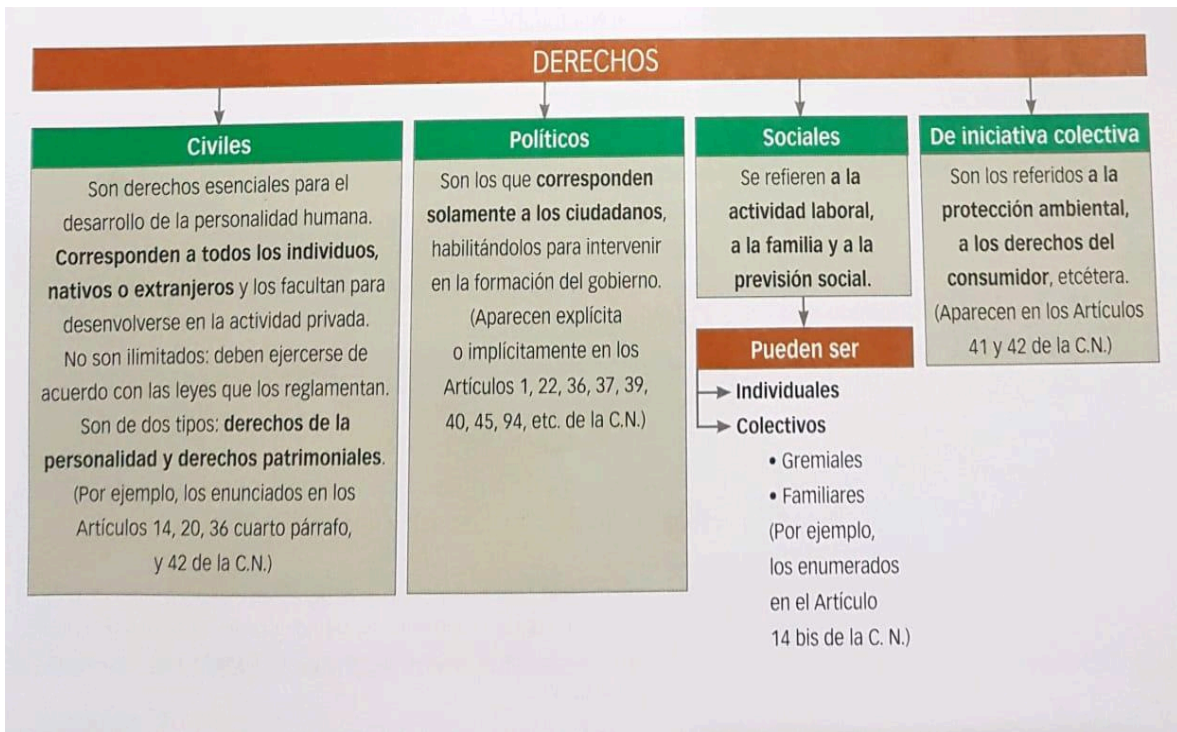 DERECHOS
Civiles
Son derechos esenciales para el
desarrollo de la personalidad humana.
Corresponden a todos los individuos,
nativos o extranjeros y los facultan para
desenvolverse en la actividad privada.
No son ilimitados: deben ejercerse de
acuerdo con las leyes que los reglamentan.
Son de dos tipos: derechos de la
personalidad y derechos patrimoniales.
(Por ejemplo, los enunciados en los
Artículos 14, 20, 36 cuarto párrafo,
y 42 de la C.N.)
Políticos
Son los que corresponden
solamente a los ciudadanos,
habilitándolos para intervenir
en la formación del gobierno.
(Aparecen explícita
o implícitamente en los
Artículos 1, 22, 36, 37, 39,
40, 45, 94, etc. de la C.N.)
Sociales
Se refieren a la
actividad laboral,
a la familia y a la
previsión social.
Pueden ser
Individuales
Colectivos
• Gremiales
• Familiares
(Por ejemplo,
los enumerados
en el Artículo
14 bis de la C. N.)
De iniciativa colectiva
Son los referidos a la
protección ambiental,
a los derechos del
consumidor, etcétera.
(Aparecen en los Artículos
41 y 42 de la C.N.)